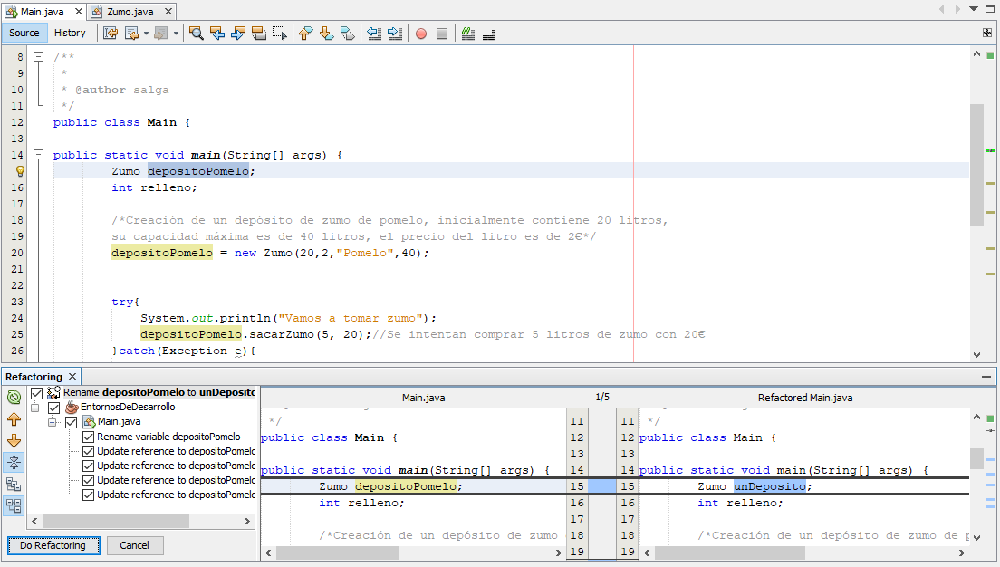 Main.java Zumo.java
Source History
8 /**
9 *
10 * @author salga
11 */
12 public class Main {
13
14 public static void main(String[] args) {
Zumo depositoPomelo;
16 int relleno;
17
18 /*Creación de un depósito de zumo de pomelo, inicialmente contiene 20 litros,
19 su capacidad máxima es de 40 litros, el precio del litro es de 2€*/
20 depositoPomelo = new Zumo(20,2,"Pomelo",40);
21
22
23 try{
24 System.out.println("Vamos a tomar zumo");
25 depositoPomelo.sacarZumo(5, 20);//Se intentan comprar 5 litros de zumo con 20€
26 }catch(Exception e){
Refactoring
Rename depositoPomelo to unDeposito
EntornosDeDesarrollo
Main.java
Rename variable depositoPomelo
Update reference to depositoPomelo
Update reference to depositoPomelo
Update reference to depositoPomelo
Update reference to depositoPomelo
Do Refactoring Cancel
Main.java 1/5 Refactored Main.java
*/ 11
public class Main { 12
13
public static void main(String[] args) { 14
Zumo depositoPomelo; 15
int relleno; 16
17
/*Creación de un depósito de zumo 18
19
11 */
12 public class Main {
13
14 public static void main(String[] args) {
15 Zumo unDeposito;
16 int relleno;
17
18 /*Creación de un depósito de zumo de p
19